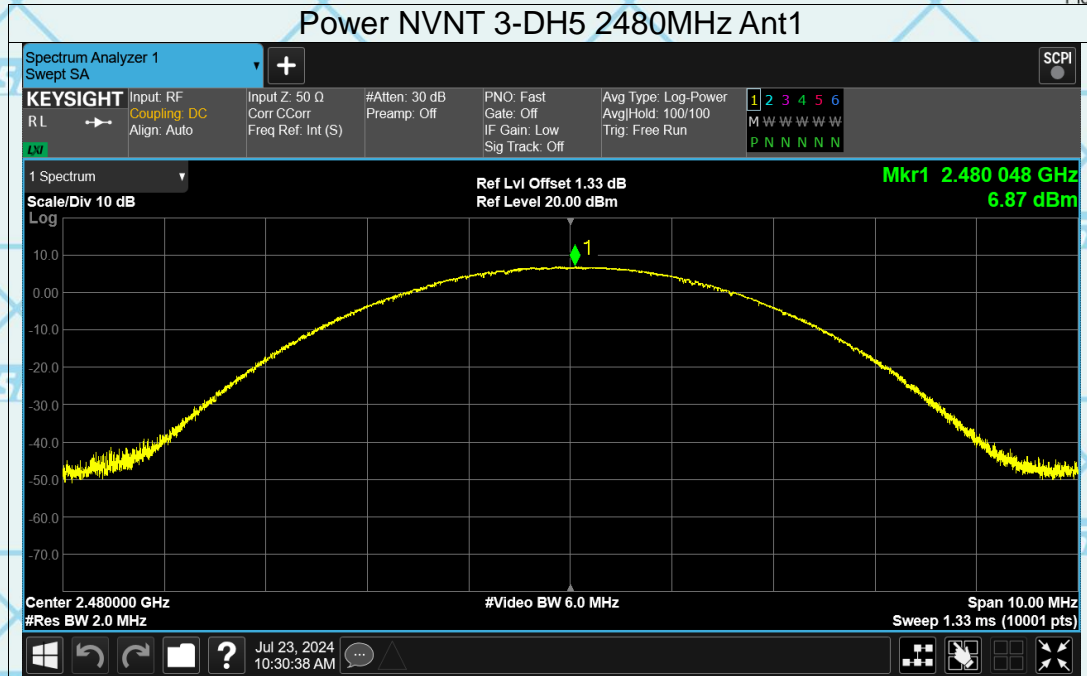 Power NVNT 3-DH5 2480MHz Ant1
Spectrum Analyzer 1
Swept SA
+
SCPI
KEYSIGHT
RL
LXI
Input: RF
Coupling: DC
Align: Auto
Input Z: 50 Ω
Corr CCorr
Freq Ref: Int (S)
#Atten: 30 dB
Preamp: Off
PNO: Fast
Gate: Off
IF Gain: Low
Sig Track: Off
Avg Type: Log-Power
Avg|Hold: 100/100
Trig: Free Run
1 2 3 4 5 6
M W W W W W
P N N N N N
1 Spectrum
Scale/Div 10 dB
Log
Ref Lvl Offset 1.33 dB
Ref Level 20.00 dBm
Mkr1 2.480 048 GHz
6.87 dBm
1
10.0
0.00
-10.0
-20.0
-30.0
-40.0
-50.0
-60.0
-70.0
Center 2.480000 GHz
#Res BW 2.0 MHz
#Video BW 6.0 MHz
Span 10.00 MHz
Sweep 1.33 ms (10001 pts)
?
Jul 23, 2024
10:30:38 AM